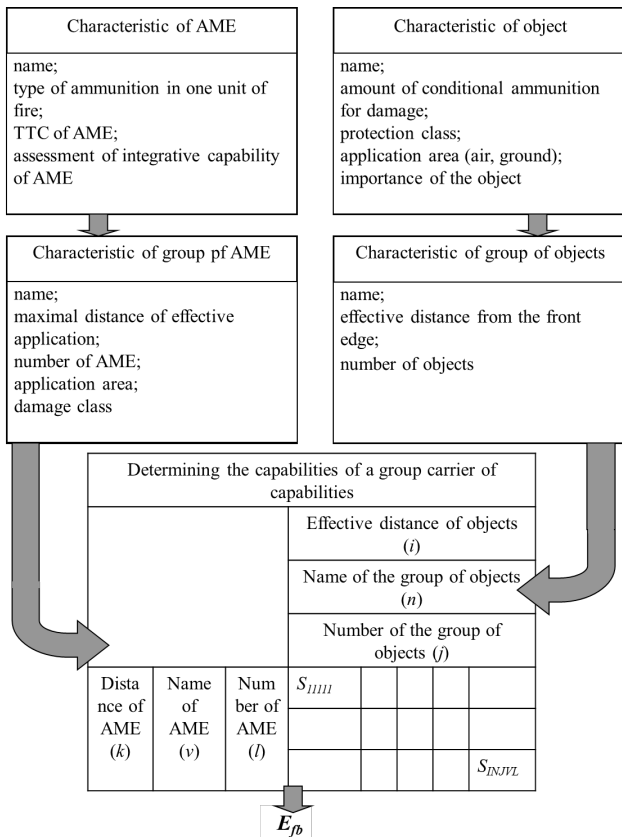 Characteristic of AME
name;
type of ammunition in one unit of
fire;
TTC of AME;
assessment of integrative capability
of AME
Characteristic of object
name;
amount of conditional ammunition
for damage;
protection class;
application area (air, ground);
importance of the object
Characteristic of group pf AME
name;
maximal distance of effective
application;
number of AME;
application area;
damage class
Characteristic of group of objects
name;
effective distance from the front
edge;
number of objects
Determining the capabilities of a group carrier of
capabilities
Effective distance of objects
(i)
Name of the group of objects
(n)
Number of the group of
objects (j)
Dista
nce of
AME
(k)
Name
of
AME
(v)
Num
ber of
AME
(l)
S11111
SINJVL
Efb